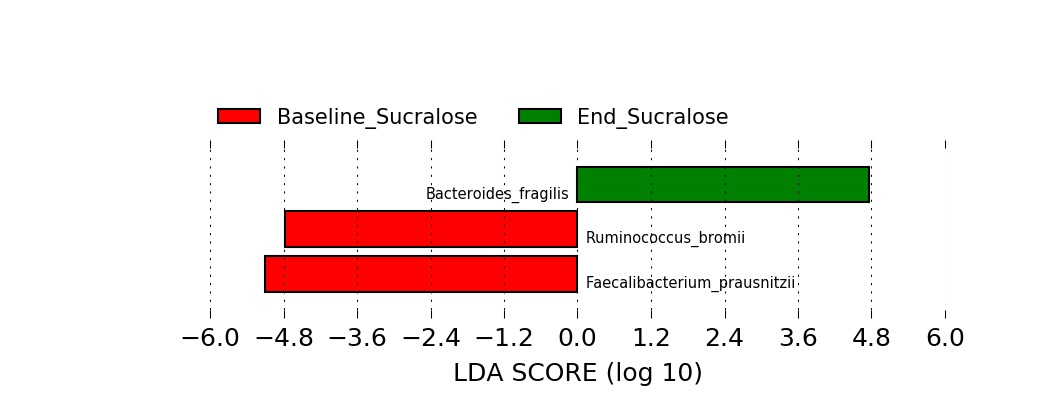 Baseline_Sucralose End_Sucralose
Bacteroides_fragilis
Ruminococcus_bromii
Faecalibacterium_prausnitzii
−6.0 −4.8 −3.6 −2.4 −1.2 0.0 1.2 2.4 3.6 4.8 6.0
LDA SCORE (log 10)